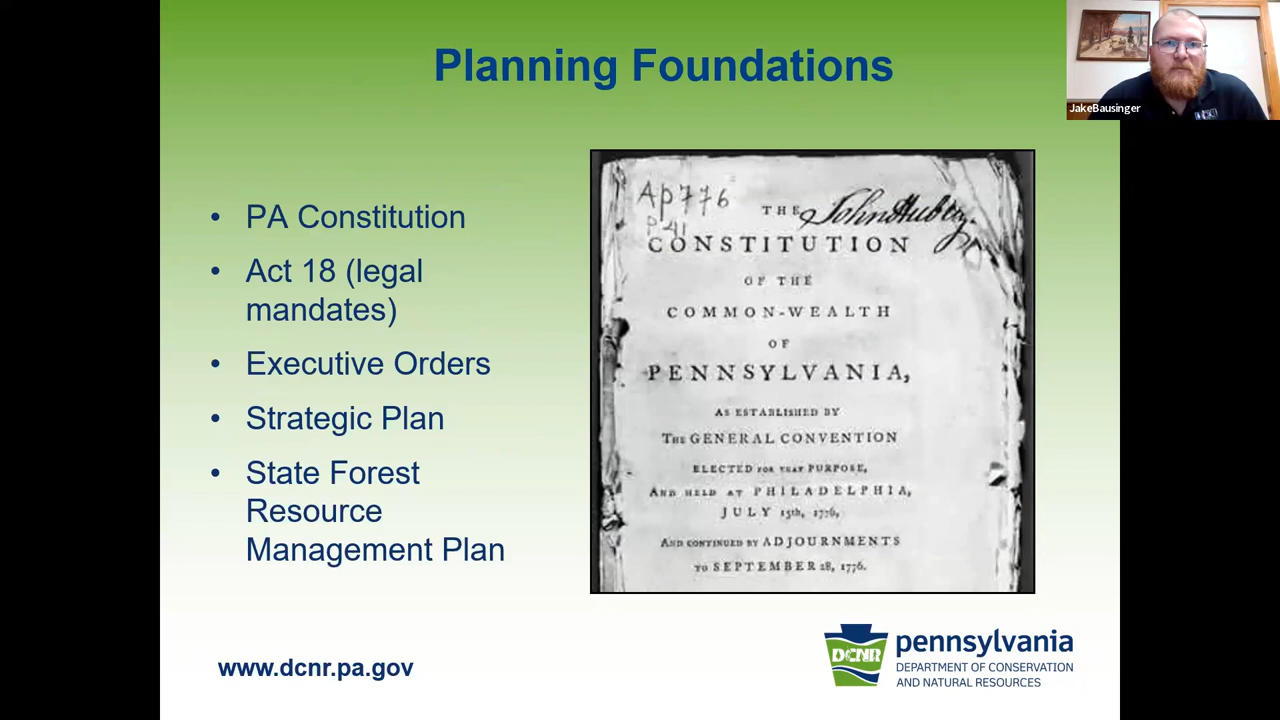 Planning Foundations
JakeBausinger
• PA Constitution
• Act 18 (legal
mandates)
• Executive Orders
• Strategic Plan
• State Forest
Resource
Management Plan
Ap776
P.41
THE
CONSTITUTION
OF THE
COMMON-WEALTH
OF
PENNSYLVANIA,
AS ESTABLISHED BY
THE GENERAL CONVENTION
ELECTED FOR THAT PURPOSE,
AND HELD AT PHILADELPHIA,
JULY 15th, 1776,
AND CONTINUED BY ADJOURNMENTS
TO SEPTEMBER 28, 1776.
www.dcnr.pa.gov
DCNR
pennsylvania
DEPARTMENT OF CONSERVATION
AND NATURAL RESOURCES